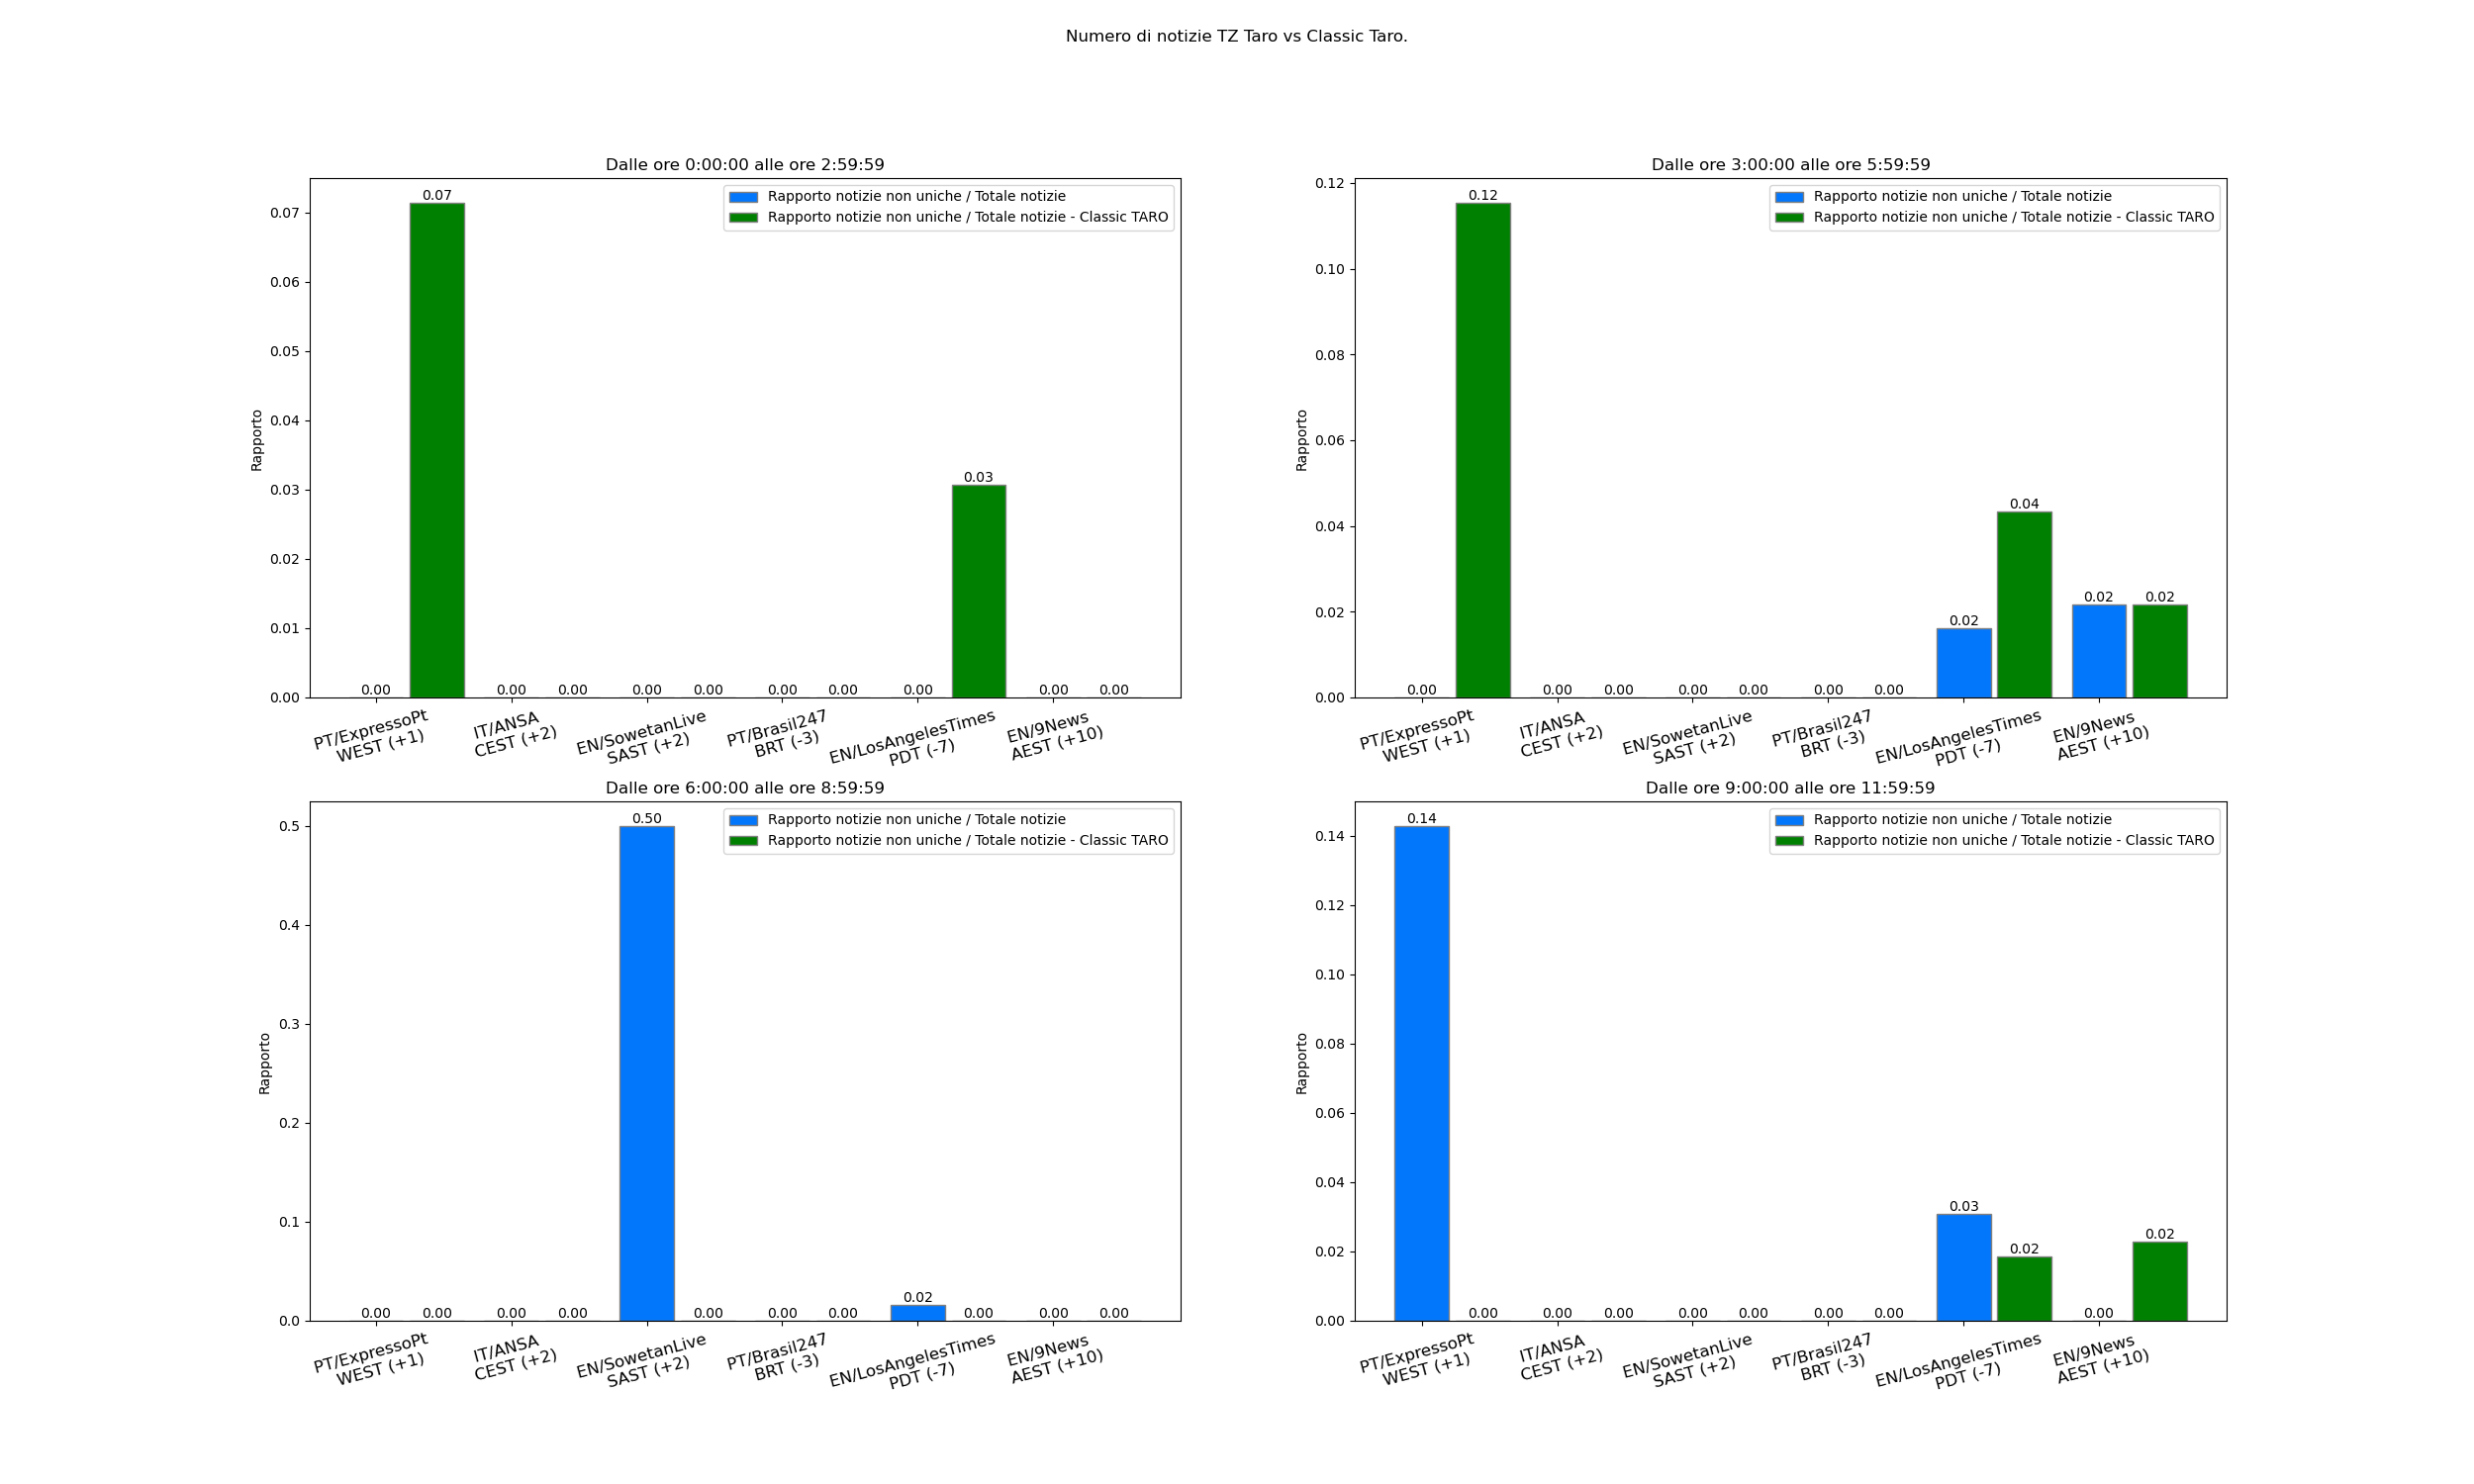 Numero di notizie TZ Taro vs Classic Taro.
Dalle ore 0:00:00 alle ore 2:59:59
Rapporto notizie non uniche / Totale notizie
Rapporto notizie non uniche / Totale notizie - Classic TARO
Rapporto
0.07
0.06
0.05
0.04
0.03
0.02
0.01
0.00
0.00
0.07
0.00
0.00
0.00
0.00
0.00
0.00
0.00
0.03
0.00
0.00
PT/ExpressoPt
WEST (+1)
IT/ANSA
CEST (+2)
EN/SowetanLive
SAST (+2)
PT/Brasil247
BRT (-3)
EN/LosAngelesTimes
PDT (-7)
EN/9News
AEST (+10)
Dalle ore 3:00:00 alle ore 5:59:59
Rapporto notizie non uniche / Totale notizie
Rapporto notizie non uniche / Totale notizie - Classic TARO
Rapporto
0.12
0.10
0.08
0.06
0.04
0.02
0.00
0.00
0.12
0.00
0.00
0.00
0.00
0.00
0.00
0.02
0.04
0.02
0.02
PT/ExpressoPt
WEST (+1)
IT/ANSA
CEST (+2)
EN/SowetanLive
SAST (+2)
PT/Brasil247
BRT (-3)
EN/LosAngelesTimes
PDT (-7)
EN/9News
AEST (+10)
Dalle ore 6:00:00 alle ore 8:59:59
Rapporto notizie non uniche / Totale notizie
Rapporto notizie non uniche / Totale notizie - Classic TARO
Rapporto
0.5
0.4
0.3
0.2
0.1
0.0
0.00
0.00
0.00
0.00
0.50
0.00
0.00
0.00
0.02
0.00
0.00
0.00
PT/ExpressoPt
WEST (+1)
IT/ANSA
CEST (+2)
EN/SowetanLive
SAST (+2)
PT/Brasil247
BRT (-3)
EN/LosAngelesTimes
PDT (-7)
EN/9News
AEST (+10)
Dalle ore 9:00:00 alle ore 11:59:59
Rapporto notizie non uniche / Totale notizie
Rapporto notizie non uniche / Totale notizie - Classic TARO
Rapporto
0.14
0.12
0.10
0.08
0.06
0.04
0.02
0.00
0.14
0.00
0.00
0.00
0.00
0.00
0.00
0.00
0.03
0.02
0.00
0.02
PT/ExpressoPt
WEST (+1)
IT/ANSA
CEST (+2)
EN/SowetanLive
SAST (+2)
PT/Brasil247
BRT (-3)
EN/LosAngelesTimes
PDT (-7)
EN/9News
AEST (+10)